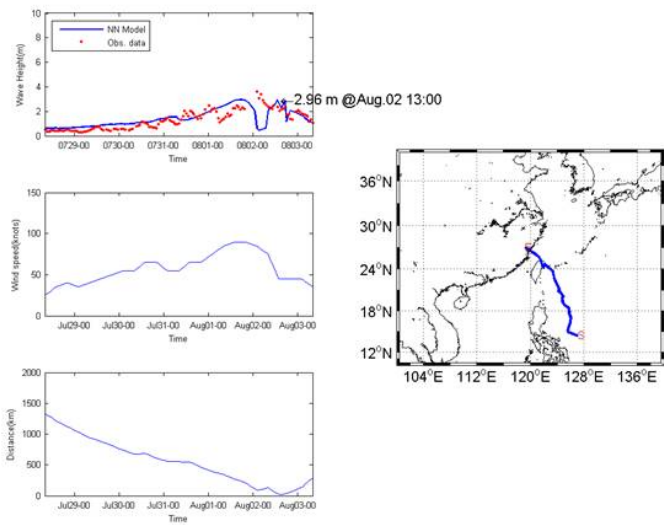 10
8
6
4
2
0
Wave Height(m)
NN Model
Obs. data
2.96 m @Aug.02 13:00
0729-00 0730-00 0731-00 0801-00 0802-00 0803-00
Time
150
100
50
0
Wind speed(knots)
Jul29-00 Jul30-00 Jul31-00 Aug01-00 Aug02-00 Aug03-00
Time
2000
1500
1000
500
0
Distance(km)
Jul29-00 Jul30-00 Jul31-00 Aug01-00 Aug02-00 Aug03-00
Time
36°N
30°N
24°N
18°N
12°N
S
104°E 112°E 120°E 128°E 136°E